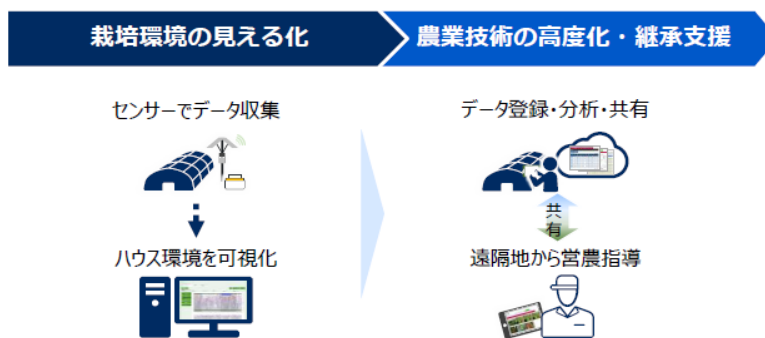 栽培環境の見える化
農業技術の高度化・継承支援
センサーでデータ収集
ハウス環境を可視化
データ登録・分析・共有
共
有
遠隔地から営農指導